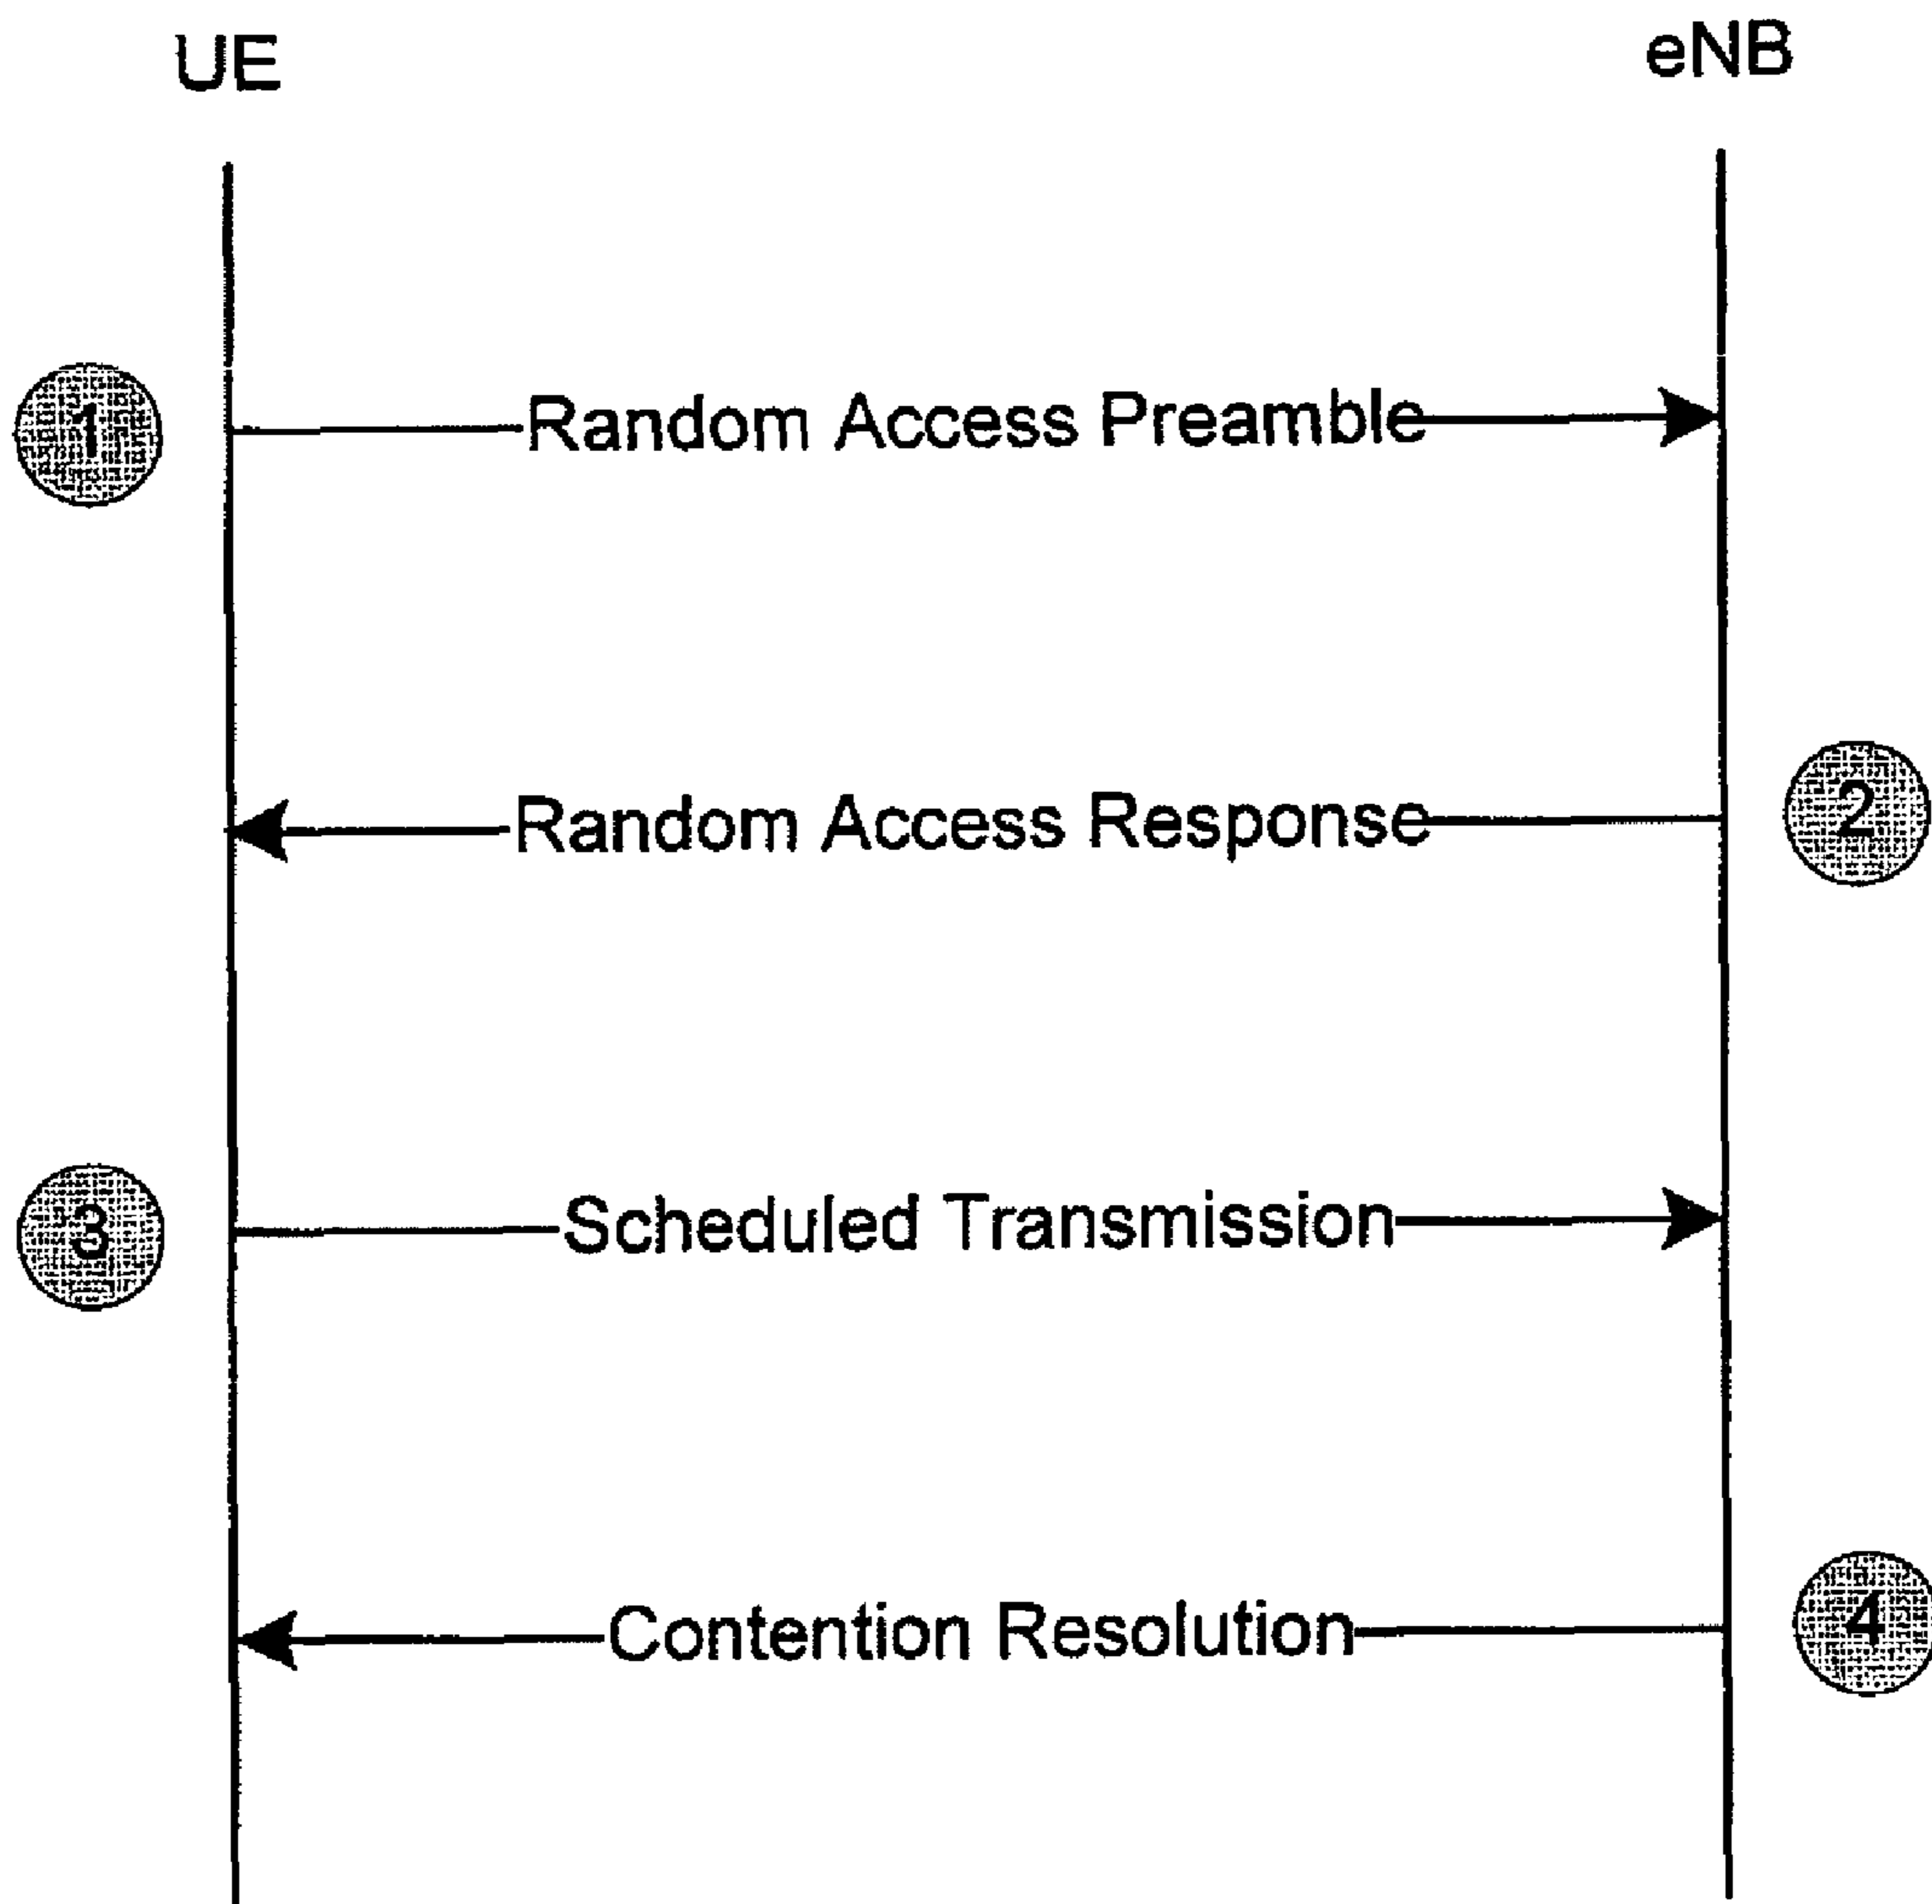 UE
eNB
1
Random Access Preamble
Random Access Response
2
3
Scheduled Transmission
Contention Resolution
4